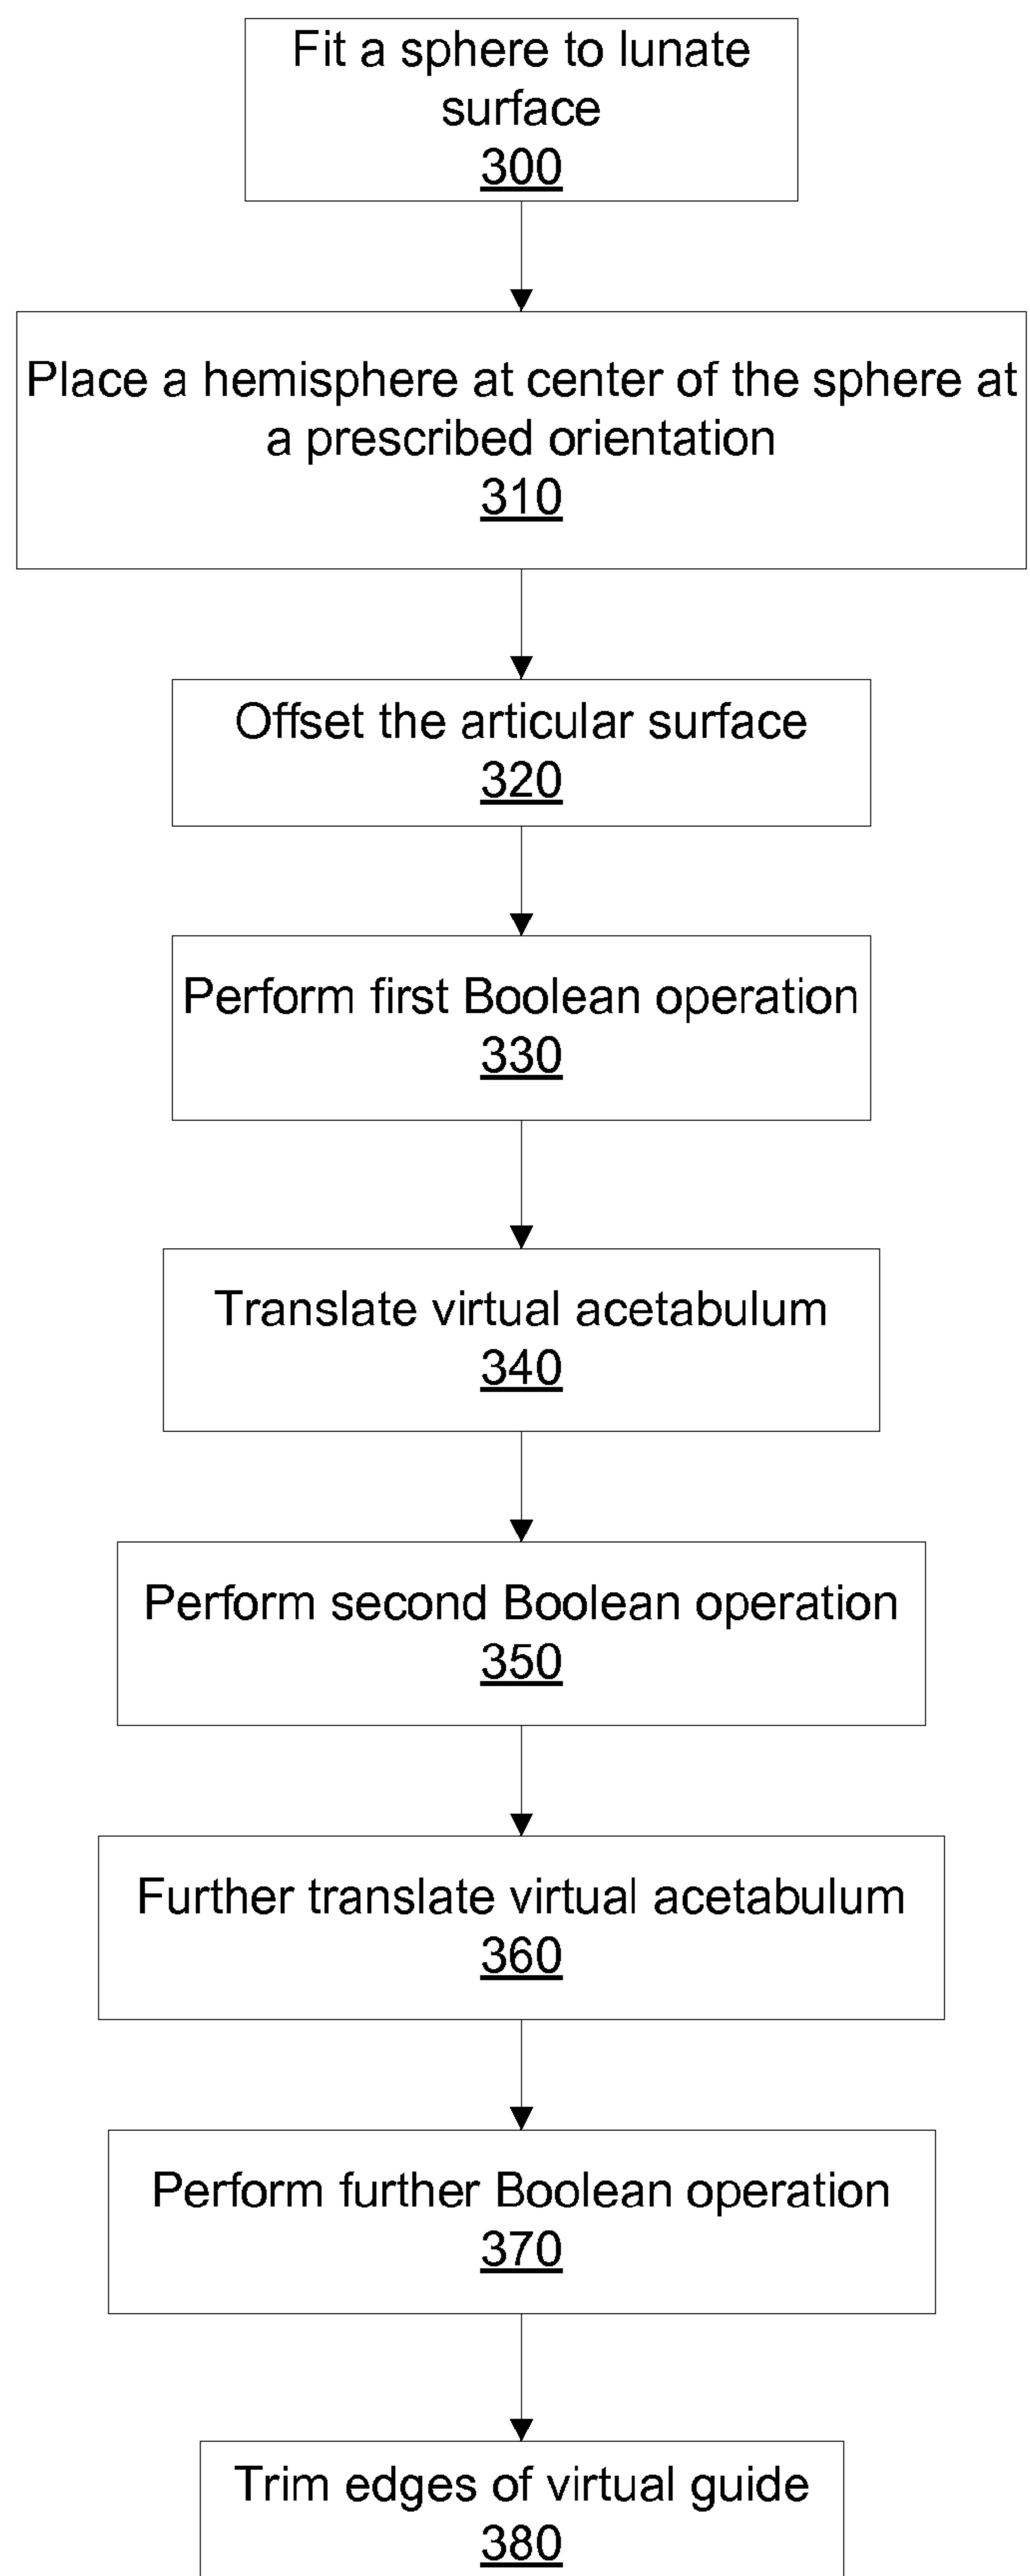 Fit a sphere to lunate
surface
300
Place a hemisphere at center of the sphere at
a prescribed orientation
310
Offset the articular surface
320
Perform first Boolean operation
330
Translate virtual acetabulum
340
Perform second Boolean operation
350
Further translate virtual acetabulum
360
Perform further Boolean operation
370
Trim edges of virtual guide
380